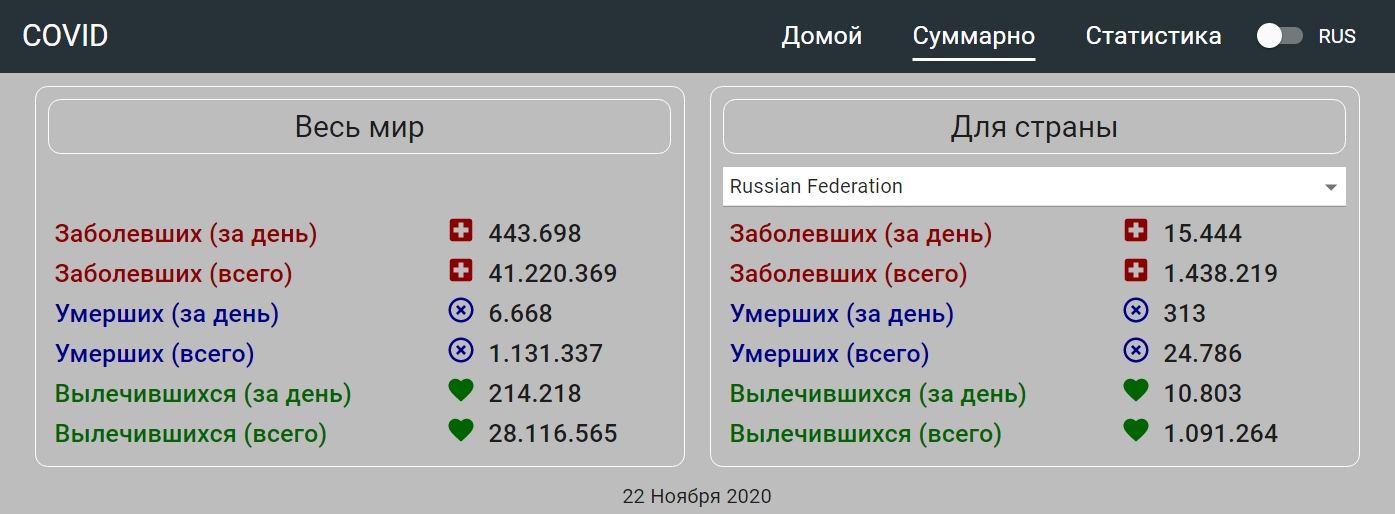 COVID Домой Суммарно Статистика RUS
Весь мир
Заболевших (за день) 443.698
Заболевших (всего) 41.220.369
Умерших (за день) 6.668
Умерших (всего) 1.131.337
Вылечившихся (за день) 214.218
Вылечившихся (всего) 28.116.565
Для страны
Russian Federation
Заболевших (за день) 15.444
Заболевших (всего) 1.438.219
Умерших (за день) 313
Умерших (всего) 24.786
Вылечившихся (за день) 10.803
Вылечившихся (всего) 1.091.264
22 Ноября 2020